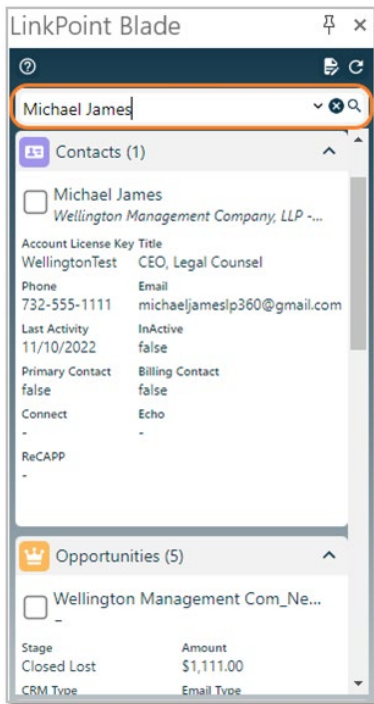 LinkPoint Blade
Michael James
Contacts (1)
Michael James
Wellington Management Company, LLP -...
Account License Key Title
WellingtonTest CEO, Legal Counsel
Phone Email
732-555-1111 michaeljameslp360@gmail.com
Last Activity InActive
11/10/2022 false
Primary Contact Billing Contact
false false
Connect Echo
- -
ReCAPP
-
Opportunities (5)
Wellington Management Com_Ne...
–
Stage Amount
Closed Lost $1,111.00
CRM Type Email Type